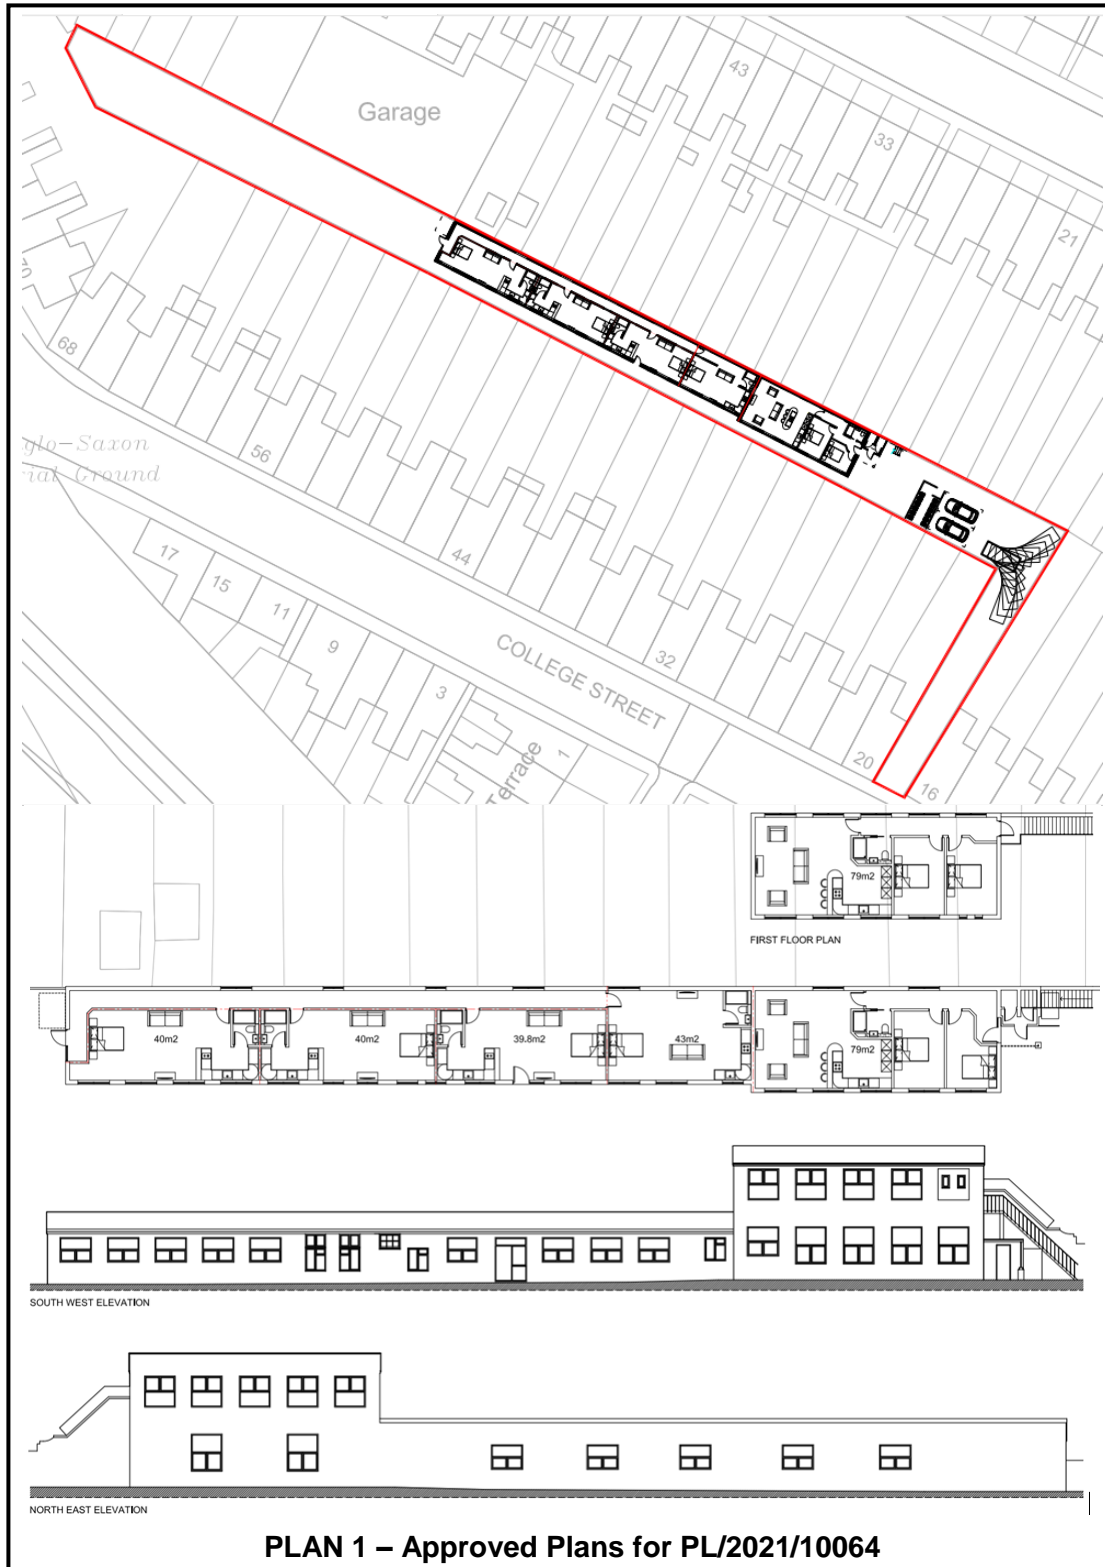 Garage
43
33
21
68
56
glo-Saxon
ial Ground
17
15
11
9
3
44
COLLEGE STREET
32
1
Terrace
20
16
79m2
FIRST FLOOR PLAN
40m2
40m2
39.8m2
43m2
79m2
SOUTH WEST ELEVATION
NORTH EAST ELEVATION
PLAN 1 – Approved Plans for PL/2021/10064